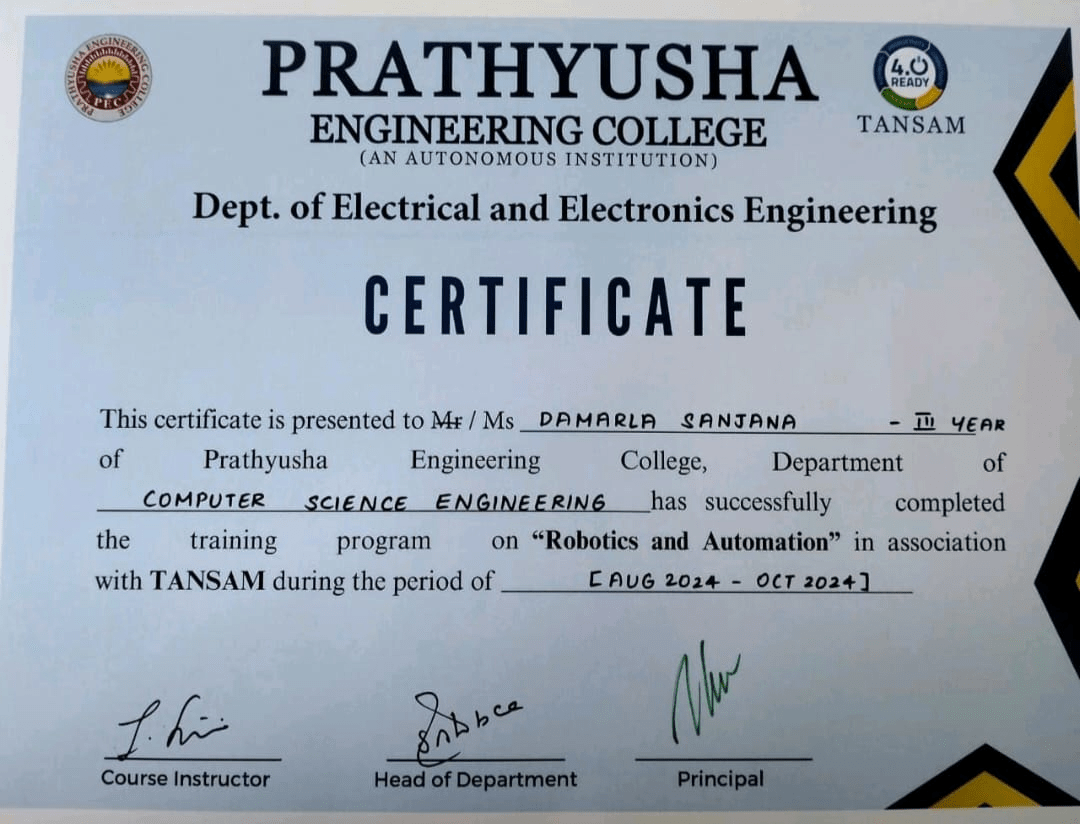 PRATHYUSHA ENGINEERING COLLEGE
PEC
PRATHYUSHA
ENGINEERING COLLEGE
(AN AUTONOMOUS INSTITUTION)
4.0
READY
TANSAM
Dept. of Electrical and Electronics Engineering
CERTIFICATE
This certificate is presented to Mr / Ms DAMARLA SANJANA - III YEAR
of Prathyusha Engineering College, Department of
COMPUTER SCIENCE ENGINEERING has successfully completed
the training program on “Robotics and Automation” in association
with TANSAM during the period of [AUG 2024 - OCT 2024]
Course Instructor
Head of Department
Principal